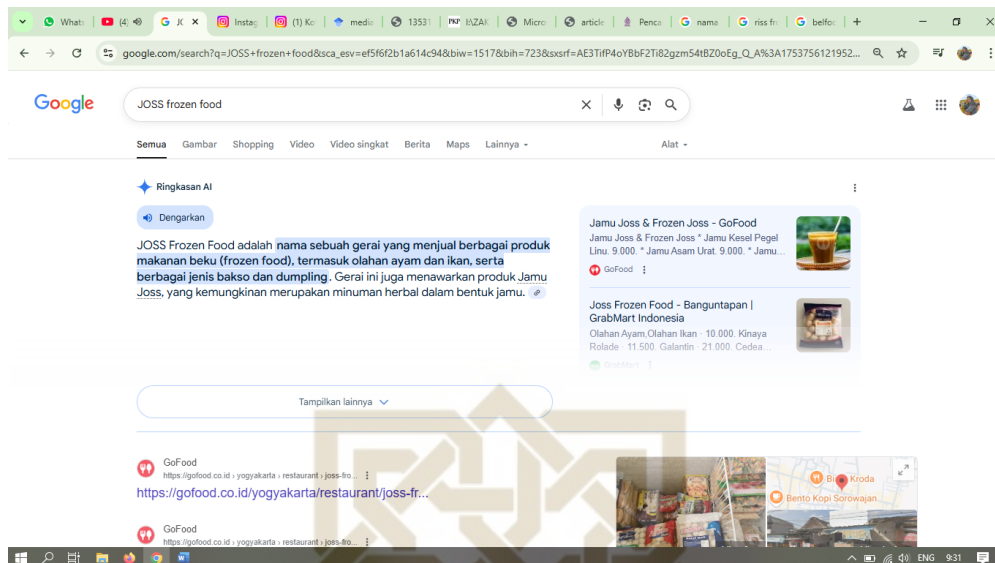 Whats
(4)
G JC
Instag
(1) Ko
media
13531
PKP \ZAK
Micro
article
Penca
nama
riss fr
belfoo
google.com/search?q=JOSS+frozen+food&sca_esv=ef5f6f2b1a614c94&biw=1517&bih=723&sxsrf=AE3TifP4oYBbF2Ti82gzm54tBZ0oEg_Q_A%3A1753756121952...
Google
JOSS frozen food
Semua Gambar Shopping Video Video singkat Berita Maps Lainnya Alat
Ringkasan AI
Dengarkan
JOSS Frozen Food adalah nama sebuah gerai yang menjual berbagai produk
makanan beku (frozen food), termasuk olahan ayam dan ikan, serta
berbagai jenis bakso dan dumpling. Gerai ini juga menawarkan produk Jamu
Joss, yang kemungkinan merupakan minuman herbal dalam bentuk jamu.
Jamu Joss & Frozen Joss - GoFood
Jamu Joss & Frozen Joss * Jamu Kesel Pegel
Linu. 9.000. * Jamu Asam Urat. 9.000. * Jamu...
GoFood
Joss Frozen Food - Banguntapan |
GrabMart Indonesia
Olahan Ayam,Olahan Ikan · 10.000. Kinaya
Rolade · 11.500. Galantin · 21.000. Cedea...
GrabMart
Tampilkan lainnya
GoFood
https://gofood.co.id › yogyakarta › restaurant › joss-fro...
https://gofood.co.id/yogyakarta/restaurant/joss-fr...
GoFood
https://gofood.co.id › yogyakarta › restaurant › joss-fro...
Kroda
Bento Kopi Sorowajan
ENG 9:31